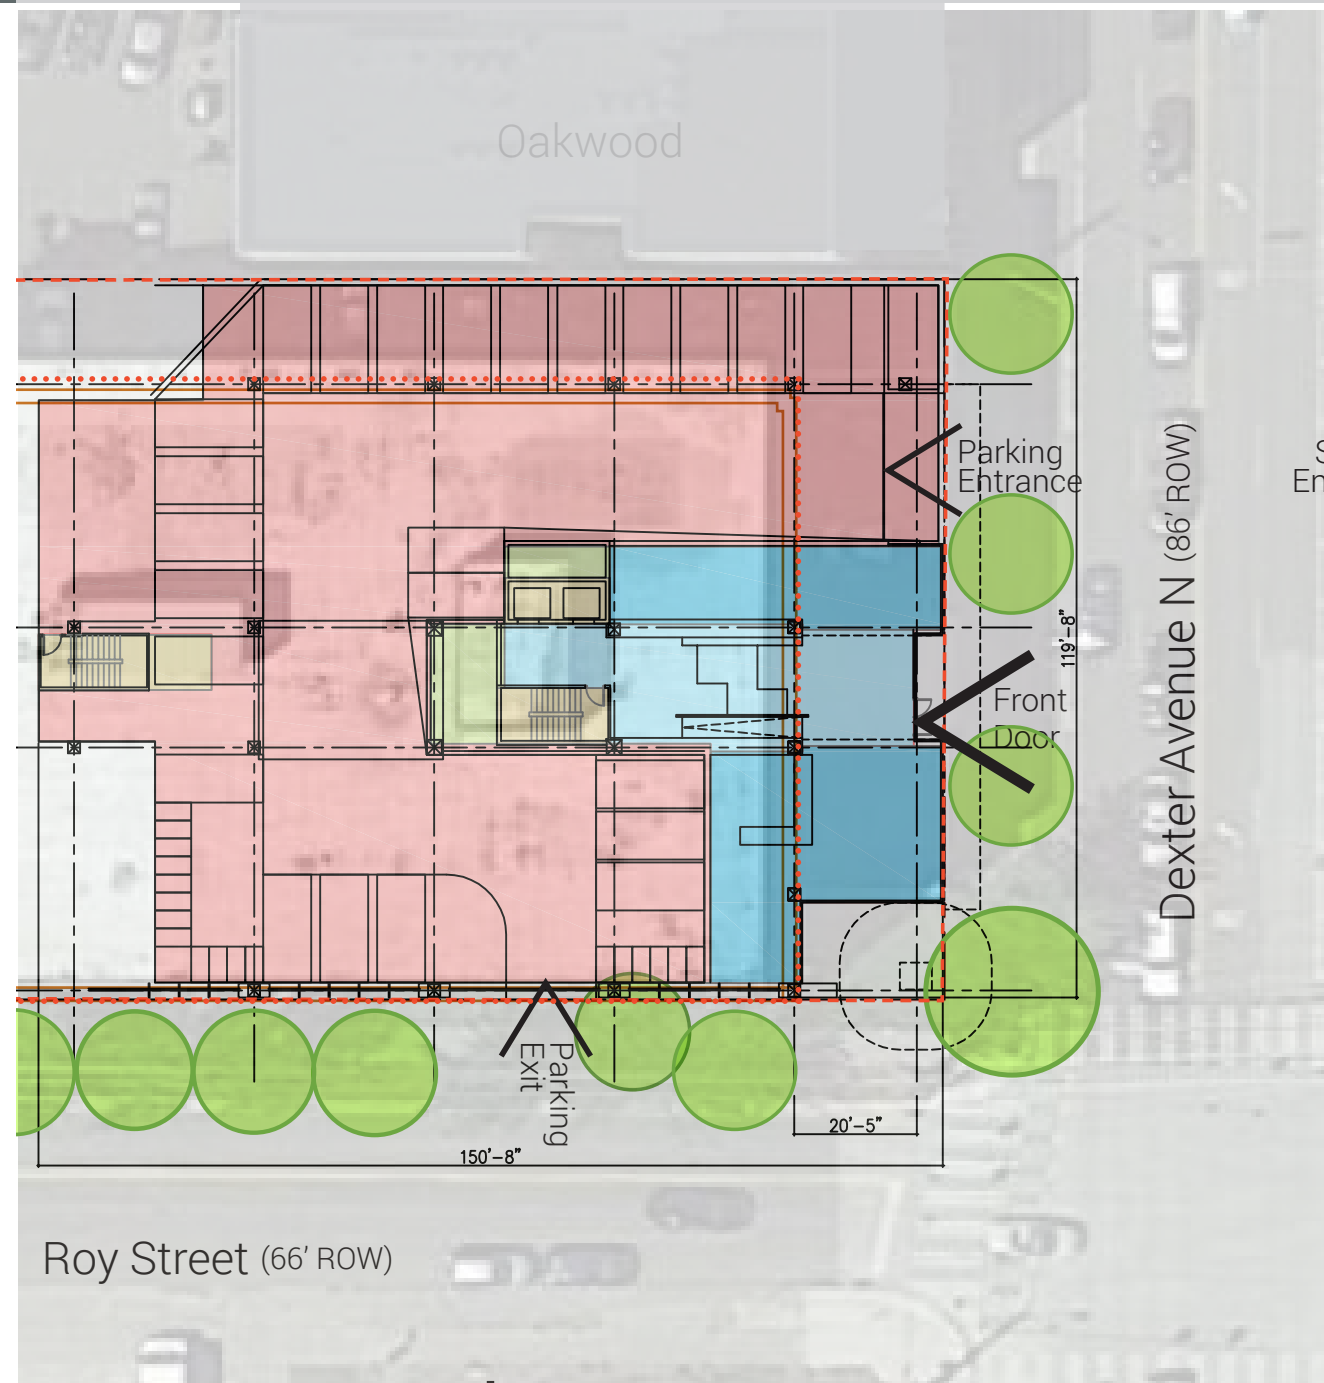 Oakwood
Parking
Entrance
S
En
Dexter Avenue N (86’ ROW)
119’-8”
Front
Door
Parking
Exit
20’-5”
150’-8”
Roy Street (66’ ROW)